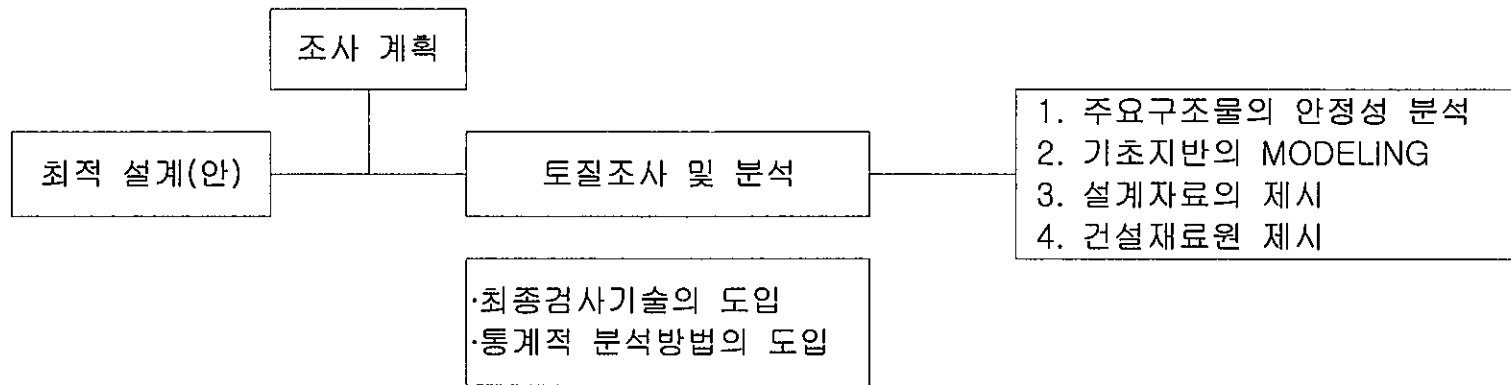 조사 계획
최적 설계(안)
토질조사 및 분석
1. 주요구조물의 안정성 분석
2. 기초지반의 MODELING
3. 설계자료의 제시
4. 건설재료원 제시
·최종검사기술의 도입
·통계적 분석방법의 도입